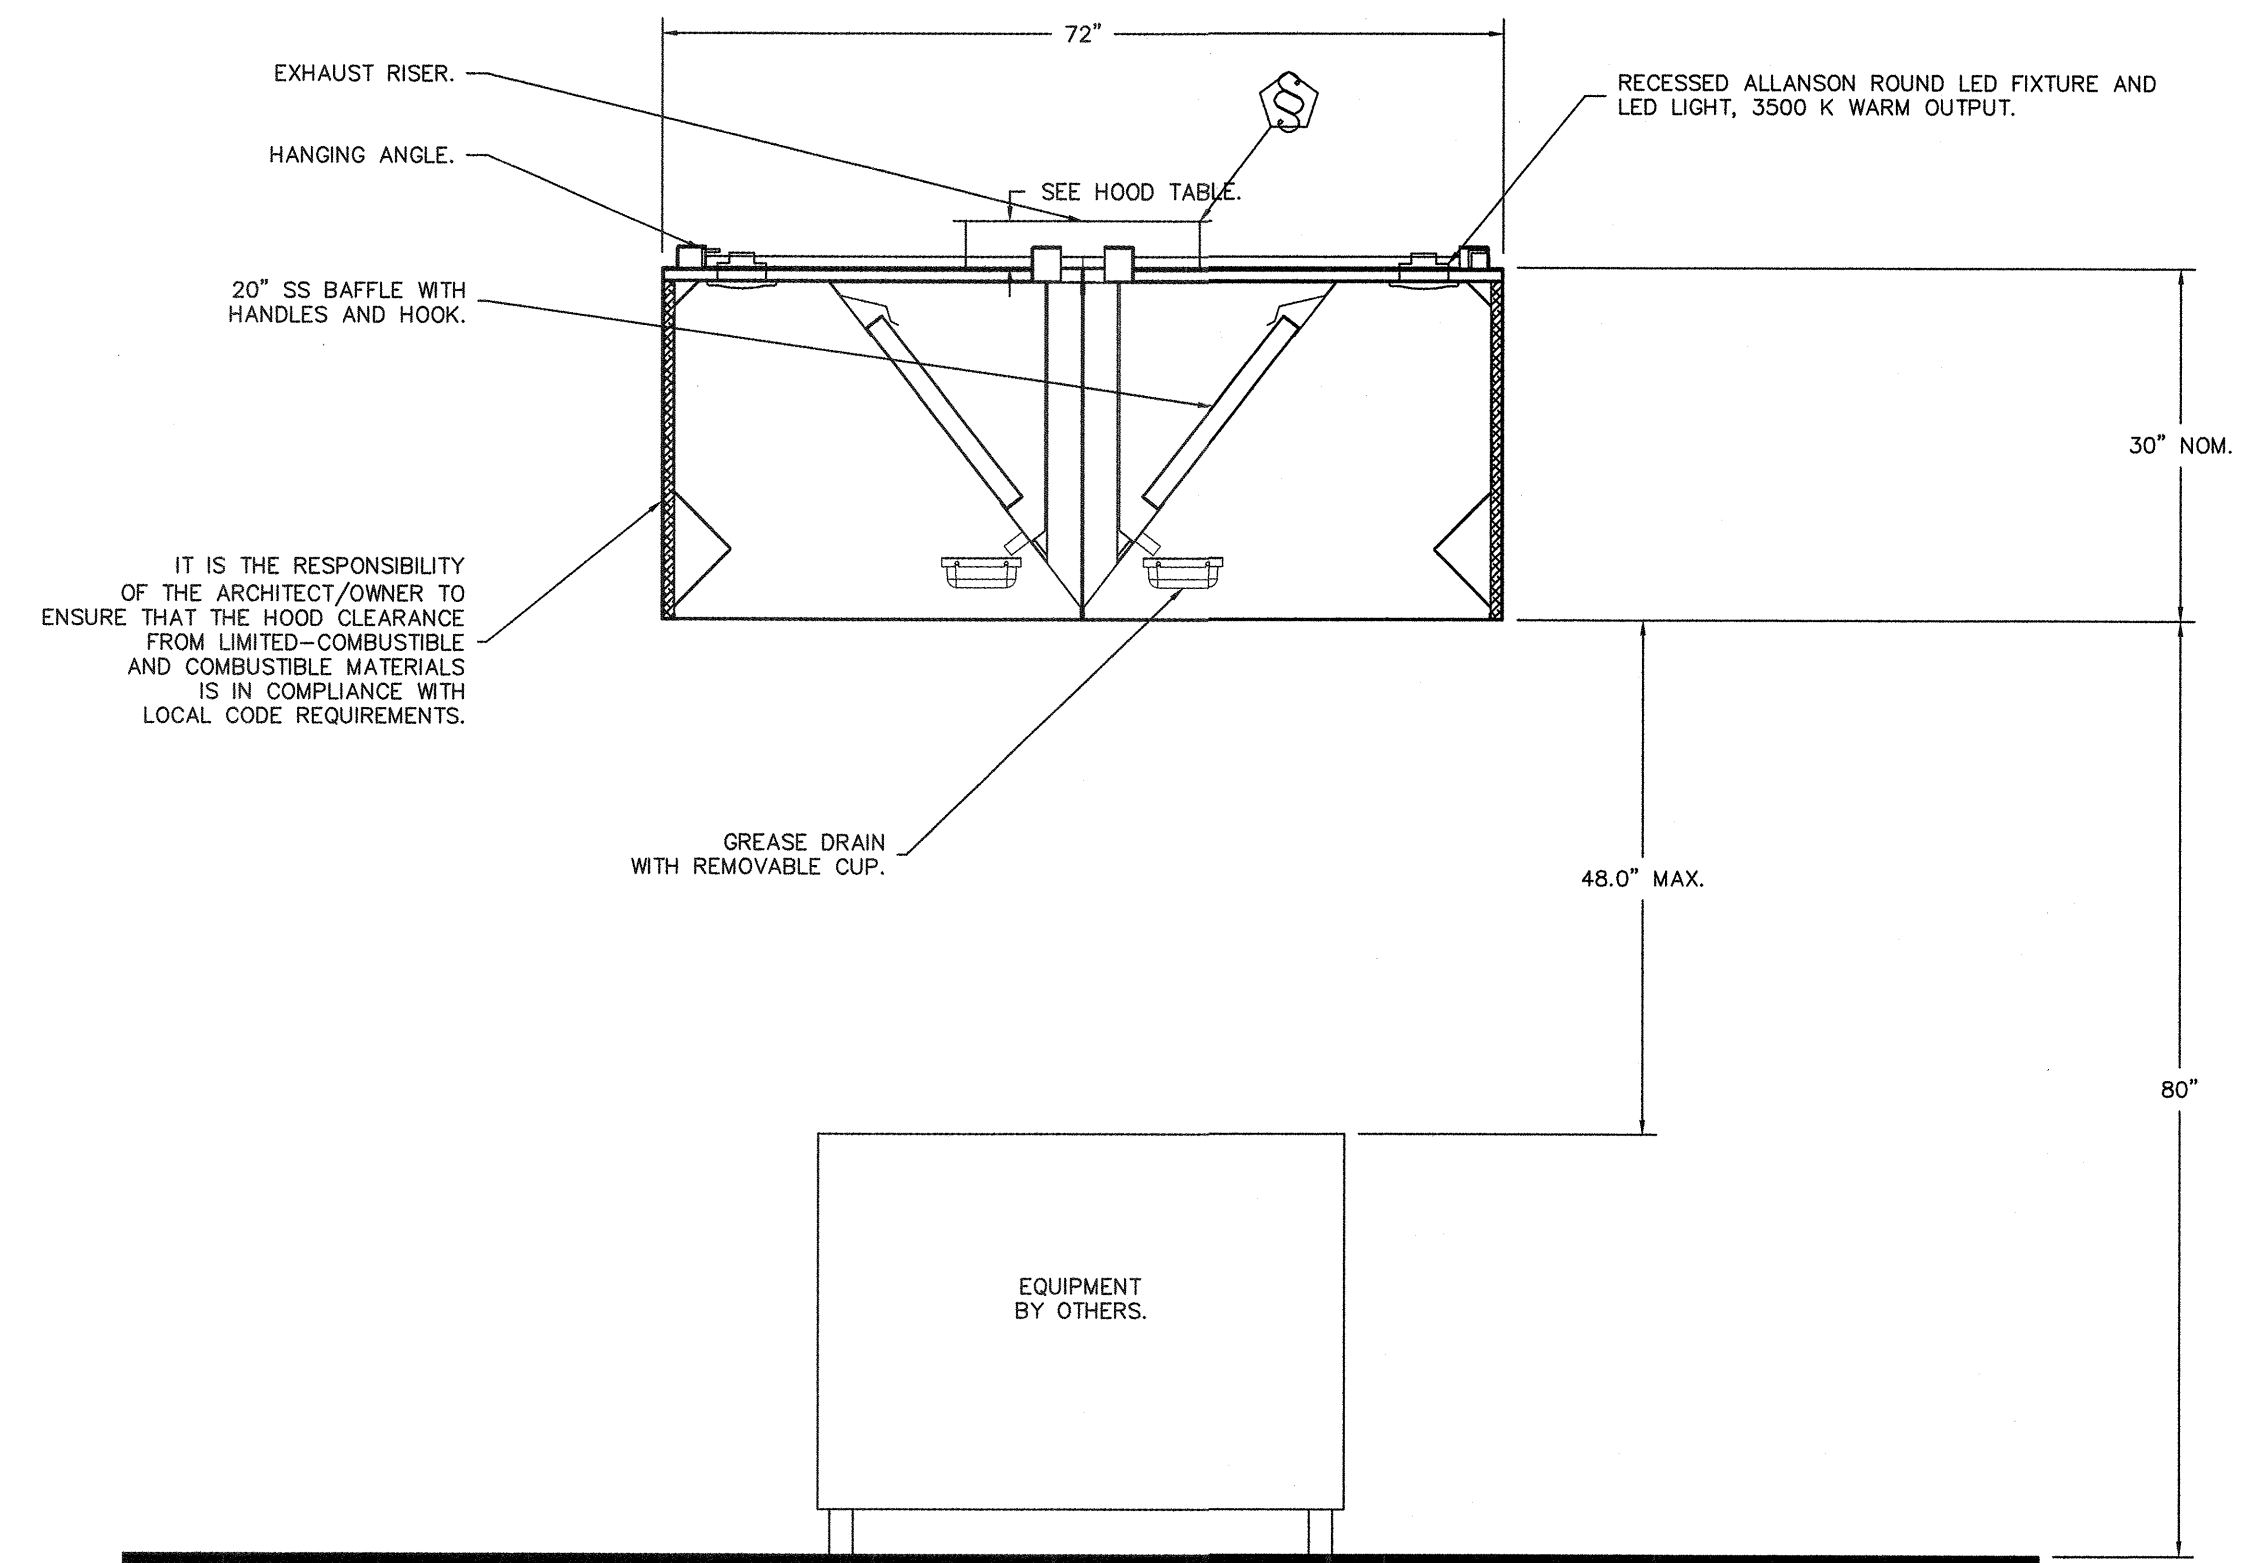 72"
EXHAUST RISER.
RECESSED ALLANSON ROUND LED FIXTURE AND
LED LIGHT, 3500 K WARM OUTPUT.
HANGING ANGLE.
SEE HOOD TABLE.
20" SS BAFFLE WITH
HANDLES AND HOOK.
30" NOM.
IT IS THE RESPONSIBILITY
OF THE ARCHITECT/OWNER TO
ENSURE THAT THE HOOD CLEARANCE
FROM LIMITED-COMBUSTIBLE
AND COMBUSTIBLE MATERIALS
IS IN COMPLIANCE WITH
LOCAL CODE REQUIREMENTS.
GREASE DRAIN
WITH REMOVABLE CUP.
48.0" MAX.
80"
EQUIPMENT
BY OTHERS.